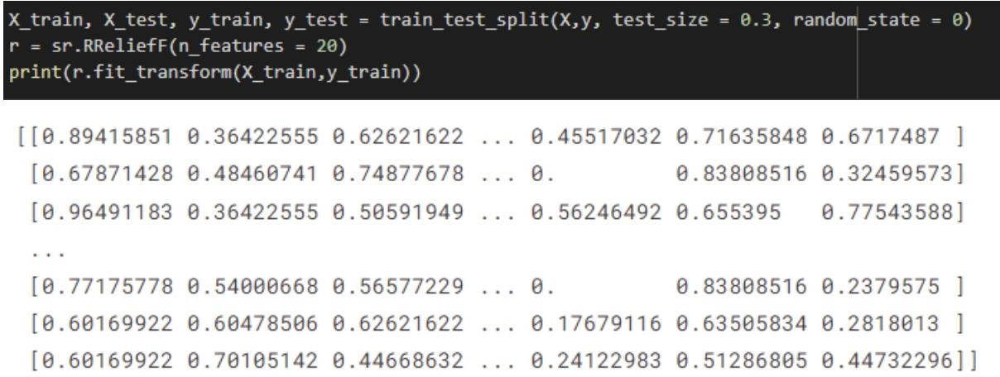 X_train, X_test, y_train, y_test = train_test_split(X,y, test_size = 0.3, random_state = 0)
r = sr.RReliefF(n_features = 20)
print(r.fit_transform(X_train,y_train))
[[0.89415851 0.36422555 0.62621622 ... 0.45517032 0.71635848 0.6717487 ]
[0.67871428 0.48460741 0.74877678 ... 0.         0.83808516 0.32459573]
[0.96491183 0.36422555 0.50591949 ... 0.56246492 0.655395   0.77543588]
...
[0.77175778 0.54000668 0.56577229 ... 0.         0.83808516 0.2379575 ]
[0.60169922 0.60478506 0.62621622 ... 0.17679116 0.63505834 0.2818013 ]
[0.60169922 0.70105142 0.44668632 ... 0.24122983 0.51286805 0.44732296]]